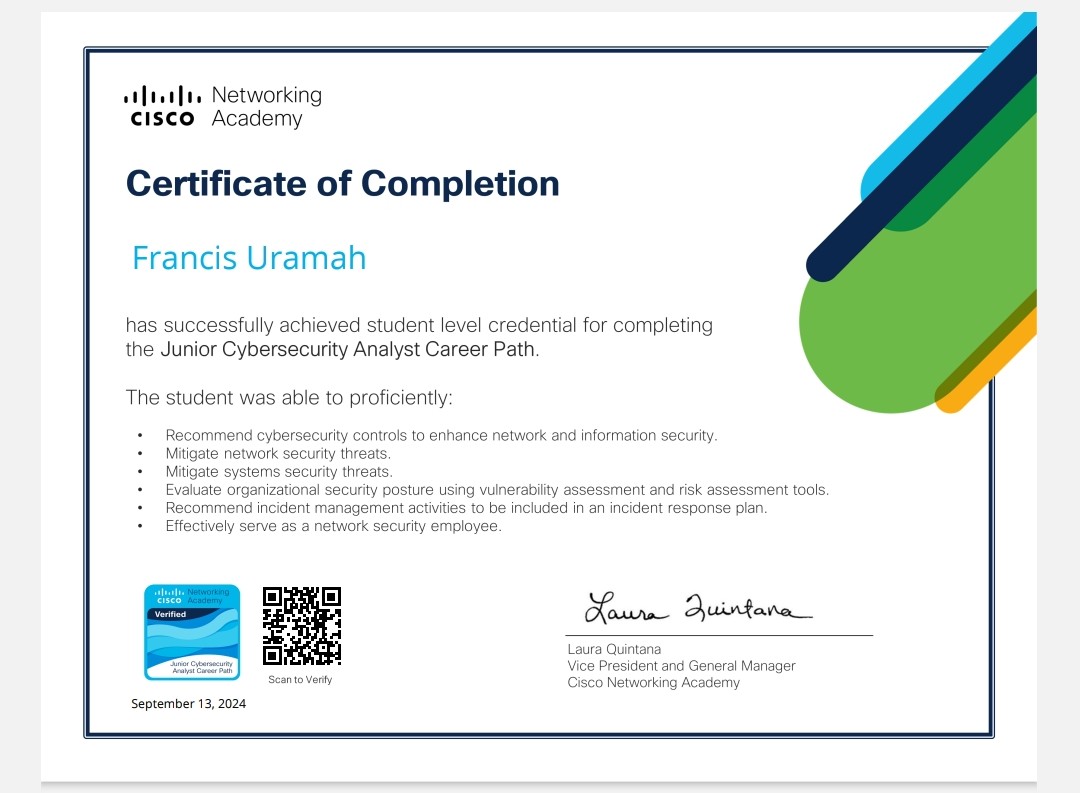 Networking
CISCO Academy
Certificate of Completion
Francis Uramah
has successfully achieved student level credential for completing
the Junior Cybersecurity Analyst Career Path.
The student was able to proficiently:
• Recommend cybersecurity controls to enhance network and information security.
• Mitigate network security threats.
• Mitigate systems security threats.
• Evaluate organizational security posture using vulnerability assessment and risk assessment tools.
• Recommend incident management activities to be included in an incident response plan.
• Effectively serve as a network security employee.
Networking
CISCO Academy
Verified
Junior Cybersecurity
Analyst Career Path
Scan to Verify
September 13, 2024
Laura Quintana
Laura Quintana
Vice President and General Manager
Cisco Networking Academy